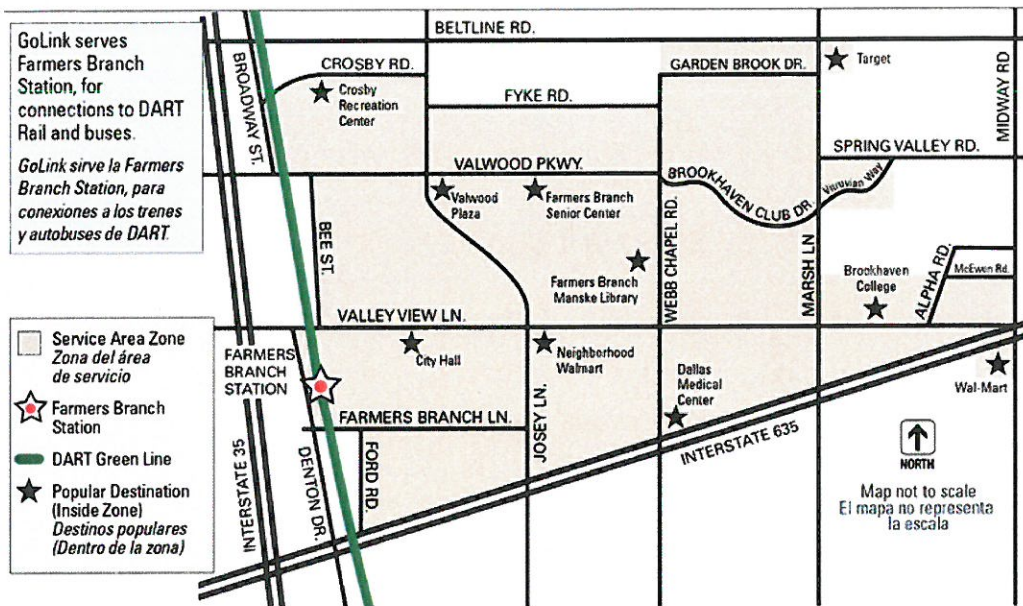 GoLink serves
Farmers Branch
Station, for
connections to DART
Rail and buses.
GoLink sirve la Farmers
Branch Station, para
conexiones a los trenes
y autobuses de DART.
Service Area Zone
Zona del área
de servicio
Farmers Branch
Station
DART Green Line
Popular Destination
(Inside Zone)
Destinos populares
(Dentro de la zona)
BELTLINE RD.
BROADWAY ST.
CROSBY RD.
Crosby
Recreation
Center
FYKE RD.
GARDEN BROOK DR.
Target
MIDWAY RD
SPRING VALLEY RD.
VALWOOD PKWY.
BROOKHAVEN CLUB DR.
Vitruvian Way
Valwood
Plaza
Farmers Branch
Senior Center
BEE ST.
Farmers Branch
Manske Library
WEBB CHAPEL RD.
MARSH LN
Brookhaven
College
ALPHA RD.
McEwen Rd.
VALLEY VIEW LN.
FARMERS
BRANCH
STATION
City Hall
Neighborhood
Walmart
Dallas
Medical
Center
Wal-Mart
FARMERS BRANCH LN.
JOSEY LN.
INTERSTATE 635
INTERSTATE 35
DENTON DR.
FORD RD.
NORTH
Map not to scale
El mapa no representa
la escala